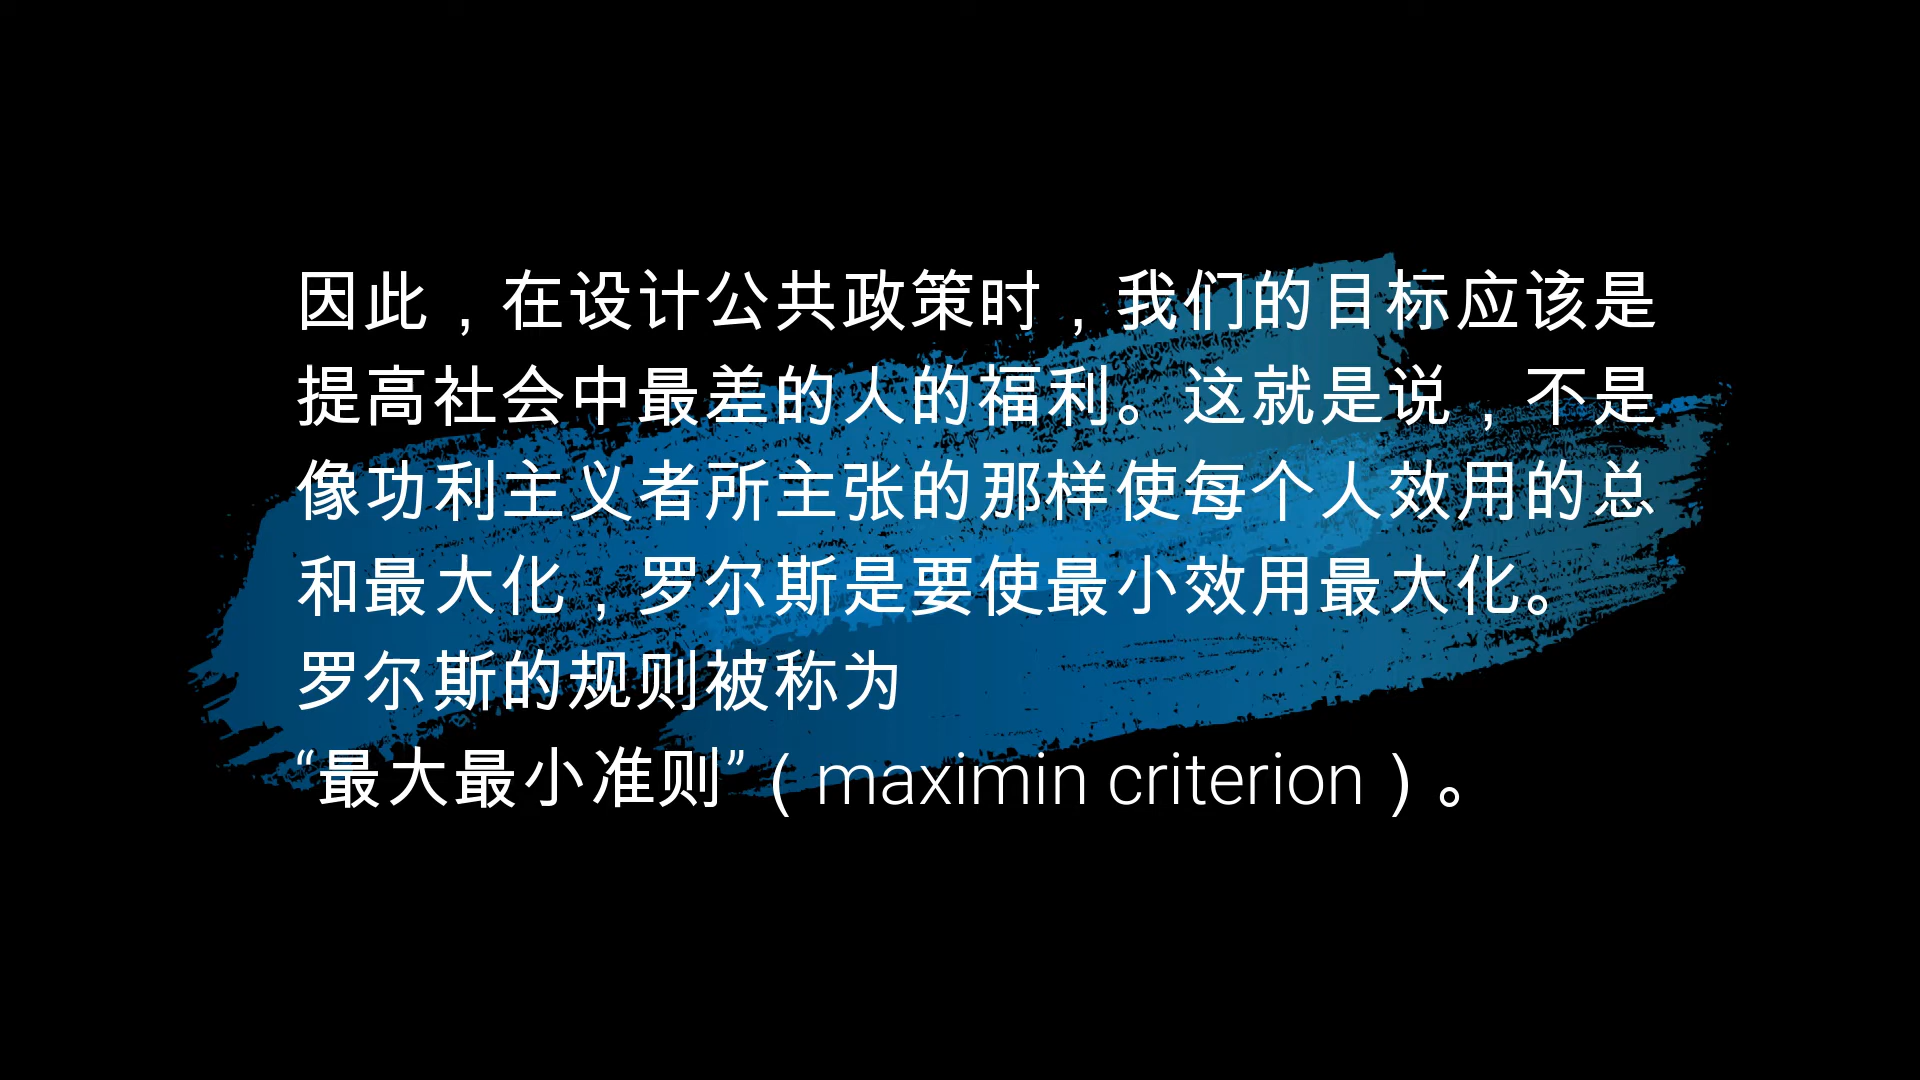 因此，在设计公共政策时，我们的目标应该是
提高社会中最差的人的福利。这就是说，不是
像功利主义者所主张的那样使每个人效用的总
和最大化，罗尔斯是要使最小效用最大化。
罗尔斯的规则被称为
“最大最小准则”（maximin criterion）。